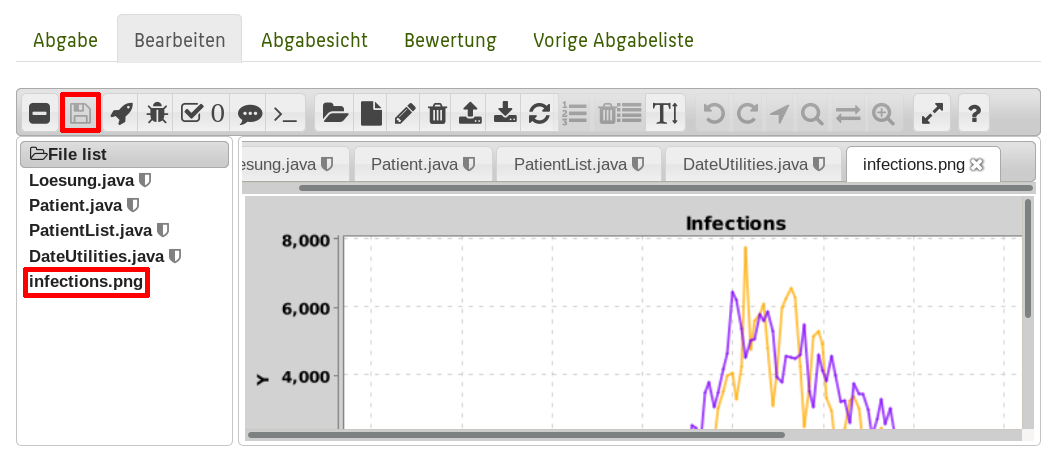 Abgabe Bearbeiten Abgabesicht Bewertung Vorige Abgabeliste
0
?
File list
Loesung.java
Patient.java
PatientList.java
DateUtilities.java
infections.png
esung.java Patient.java PatientList.java DateUtilities.java infections.png
Infections
8,000
6,000
4,000
Y